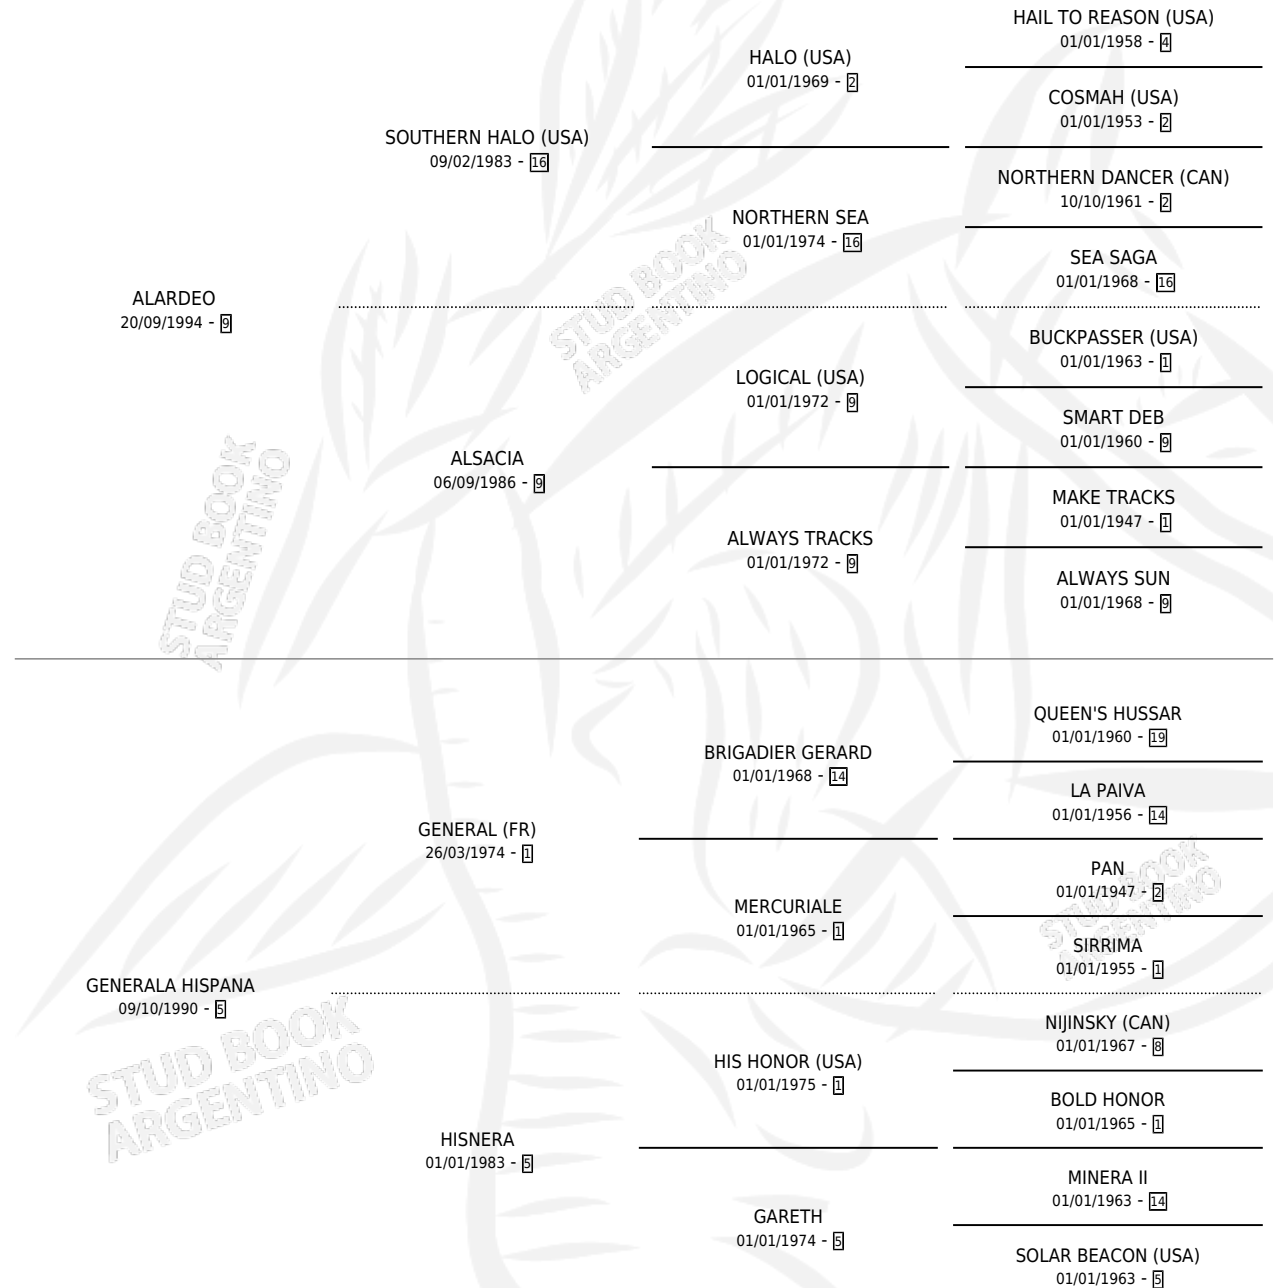 HAIL TO REASON (USA)
01/01/1958 - 4
HALO (USA)
01/01/1969 - 2
COSMAH (USA)
01/01/1953 - 2
SOUTHERN HALO (USA)
09/02/1983 - 16
NORTHERN DANCER (CAN)
10/10/1961 - 2
NORTHERN SEA
01/01/1974 - 16
SEA SAGA
01/01/1968 - 16
ALARDEO
20/09/1994 - 9
BUCKPASSER (USA)
01/01/1963 - 1
LOGICAL (USA)
01/01/1972 - 9
SMART DEB
01/01/1960 - 9
ALSACIA
06/09/1986 - 9
MAKE TRACKS
01/01/1947 - 1
ALWAYS TRACKS
01/01/1972 - 9
ALWAYS SUN
01/01/1968 - 9
QUEEN'S HUSSAR
01/01/1960 - 19
BRIGADIER GERARD
01/01/1968 - 14
LA PAIVA
01/01/1956 - 14
GENERAL (FR)
26/03/1974 - 1
PAN
01/01/1947 - 2
MERCURIALE
01/01/1965 - 1
SIRRIMA
01/01/1955 - 1
GENERALA HISPANA
09/10/1990 - 5
NIJINSKY (CAN)
01/01/1967 - 8
HIS HONOR (USA)
01/01/1975 - 1
BOLD HONOR
01/01/1965 - 1
HISNERA
01/01/1983 - 5
MINERA II
01/01/1963 - 14
GARETH
01/01/1974 - 5
SOLAR BEACON (USA)
01/01/1963 - 5
STUD BOOK
ARGENTINO
STUD BOOK
ARGENTINO
STUD BOOK
ARGENTINO
STUD BOOK
ARGENTINO